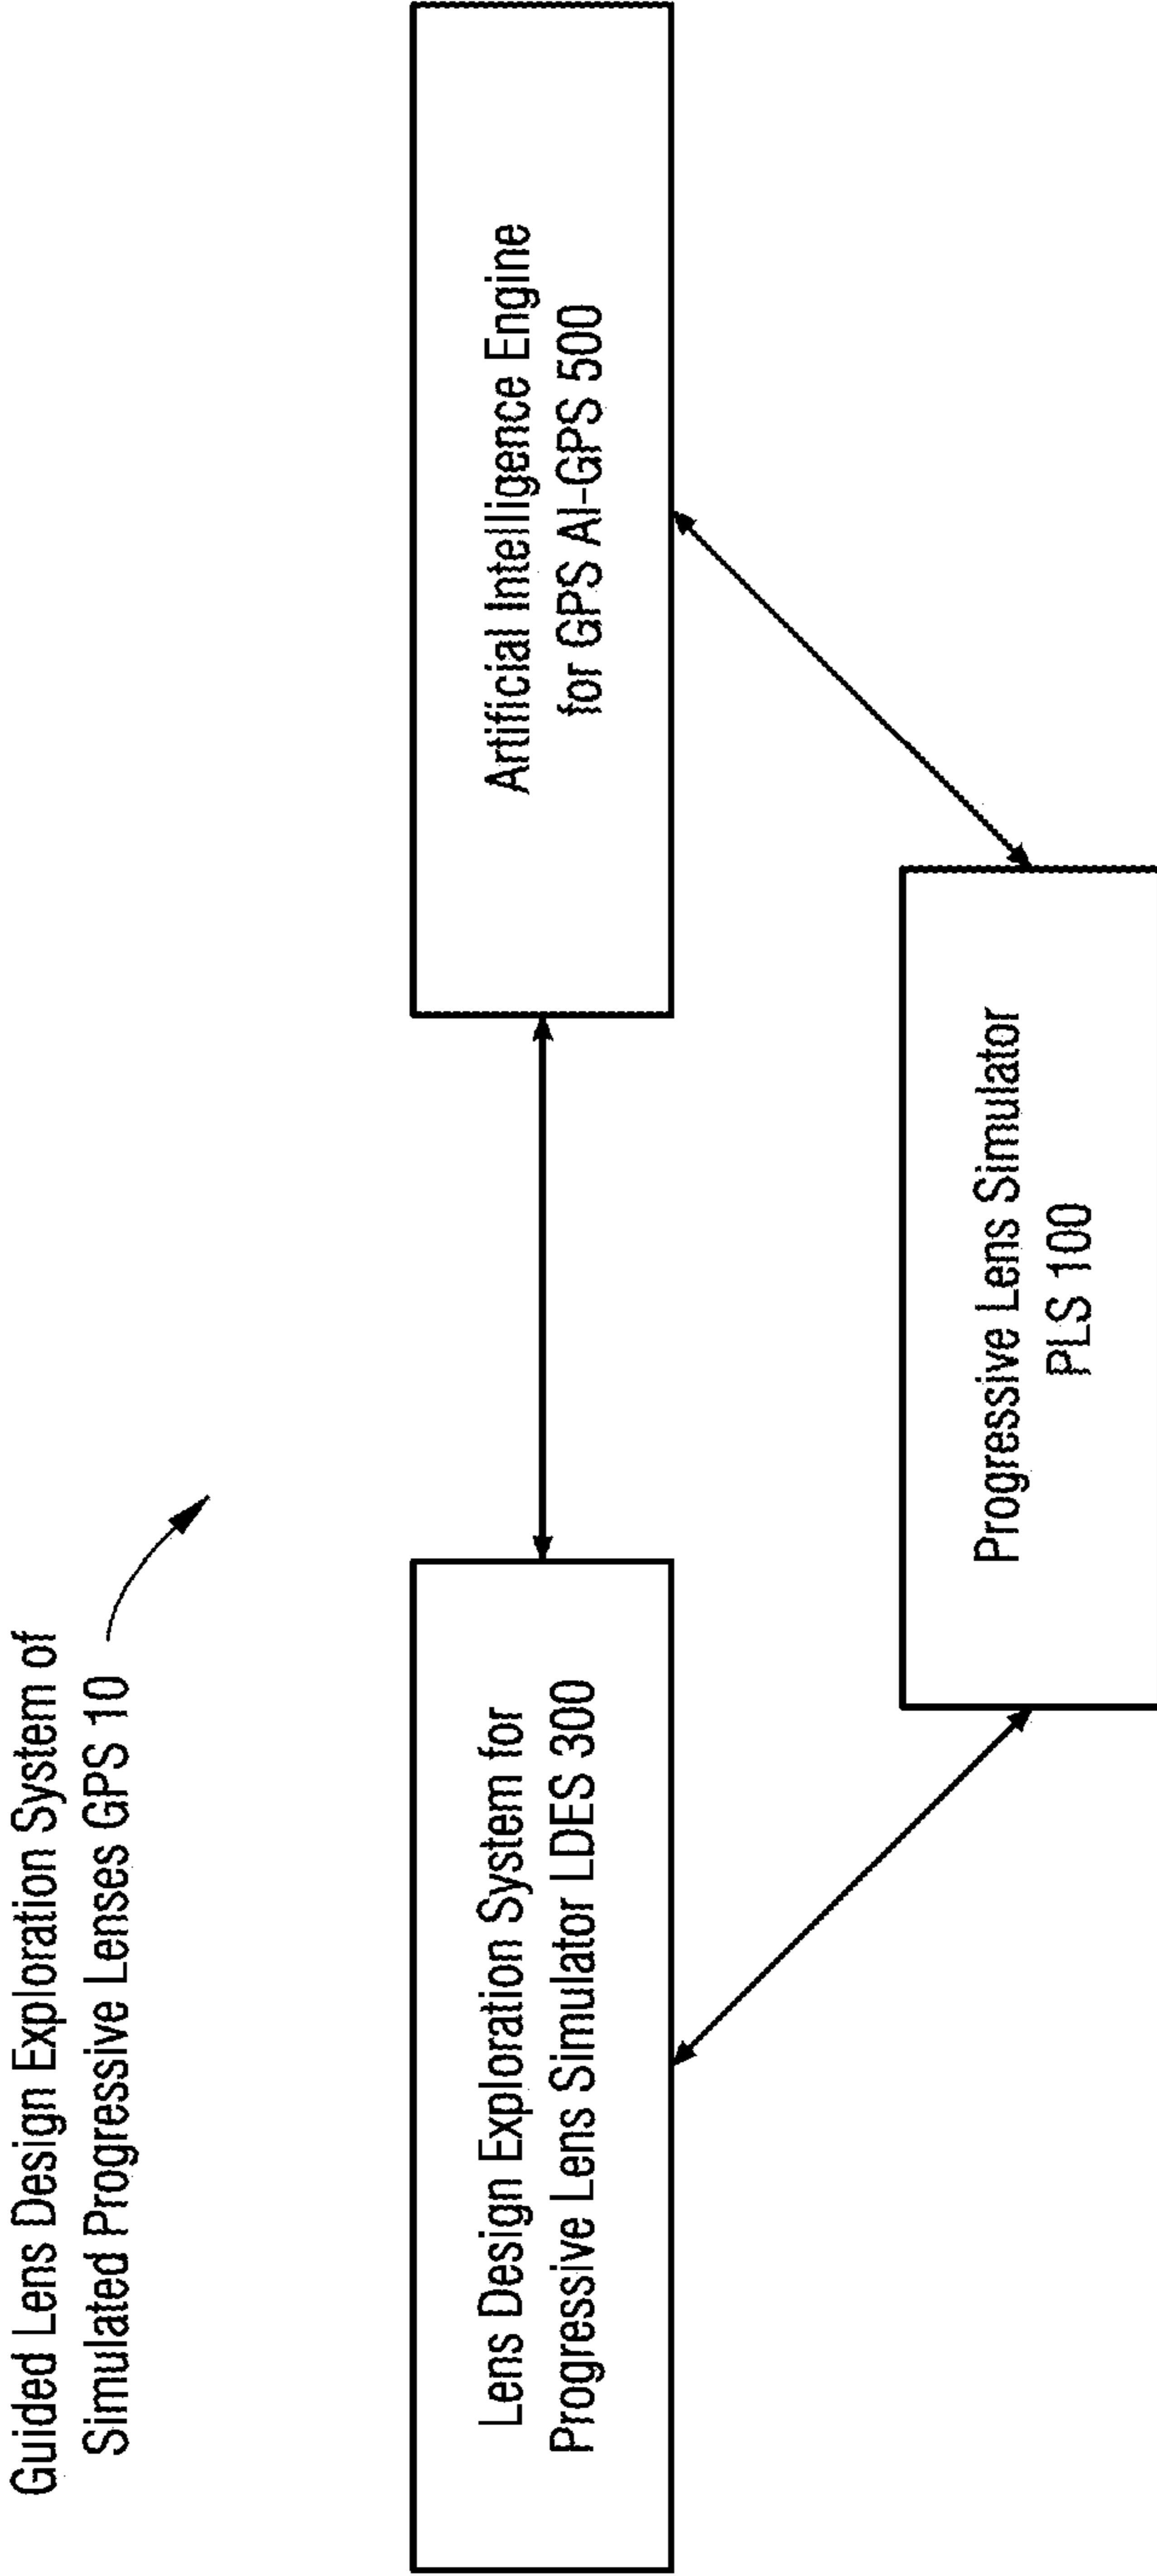 Guided Lens Design Exploration System of
Simulated Progressive Lenses GPS 10
Lens Design Exploration System for
Progressive Lens Simulator LDES 300
Artificial Intelligence Engine
for GPS AI-GPS 500
Progressive Lens Simulator
PLS 100